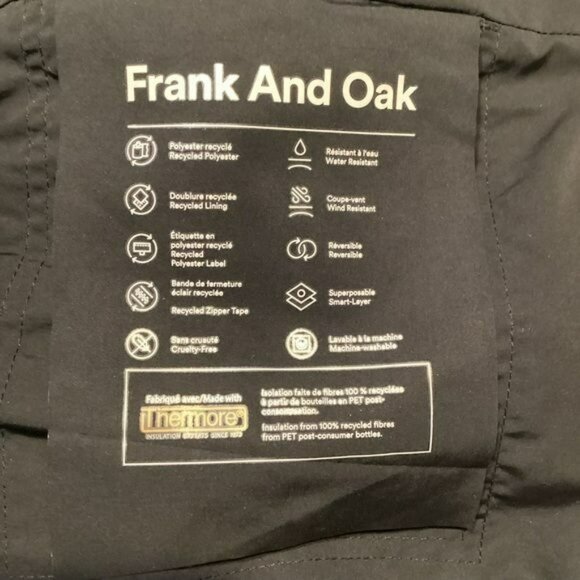 Frank And Oak
Polyester recyclé
Recycled Polyester
Résistant à l'eau
Water Resistant
Doublure recyclée
Recycled Lining
Coupe-vent
Wind Resistant
Étiquette en
polyester recyclé
Recycled
Polyester Label
Réversible
Reversible
Bande de fermeture
éclair recyclée
Recycled Zipper Tape
Superposable
Smart-Layer
Sans cruauté
Cruelty-Free
Lavable à la machine
Machine-washable
Fabriqué avec/Made with
Thermore®
INSULATION EXPERTS SINCE 1972
Isolation faite de fibres 100 % recyclées
à partir de bouteilles en PET post-
consommation.
Insulation from 100% recycled fibres
from PET post-consumer bottles.